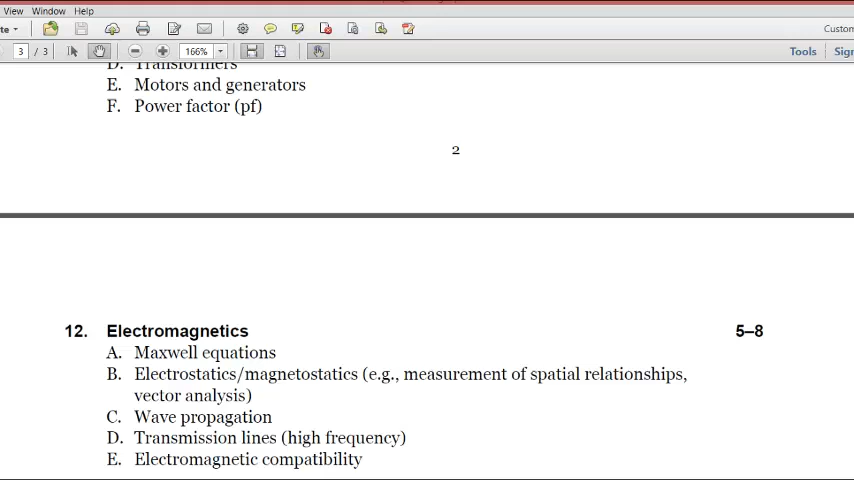 View Window Help
te
3 / 3 166% Tools Sign
Custom
D. Transformers
E. Motors and generators
F. Power factor (pf)
2
12. Electromagnetics 5–8
A. Maxwell equations
B. Electrostatics/magnetostatics (e.g., measurement of spatial relationships,
vector analysis)
C. Wave propagation
D. Transmission lines (high frequency)
E. Electromagnetic compatibility